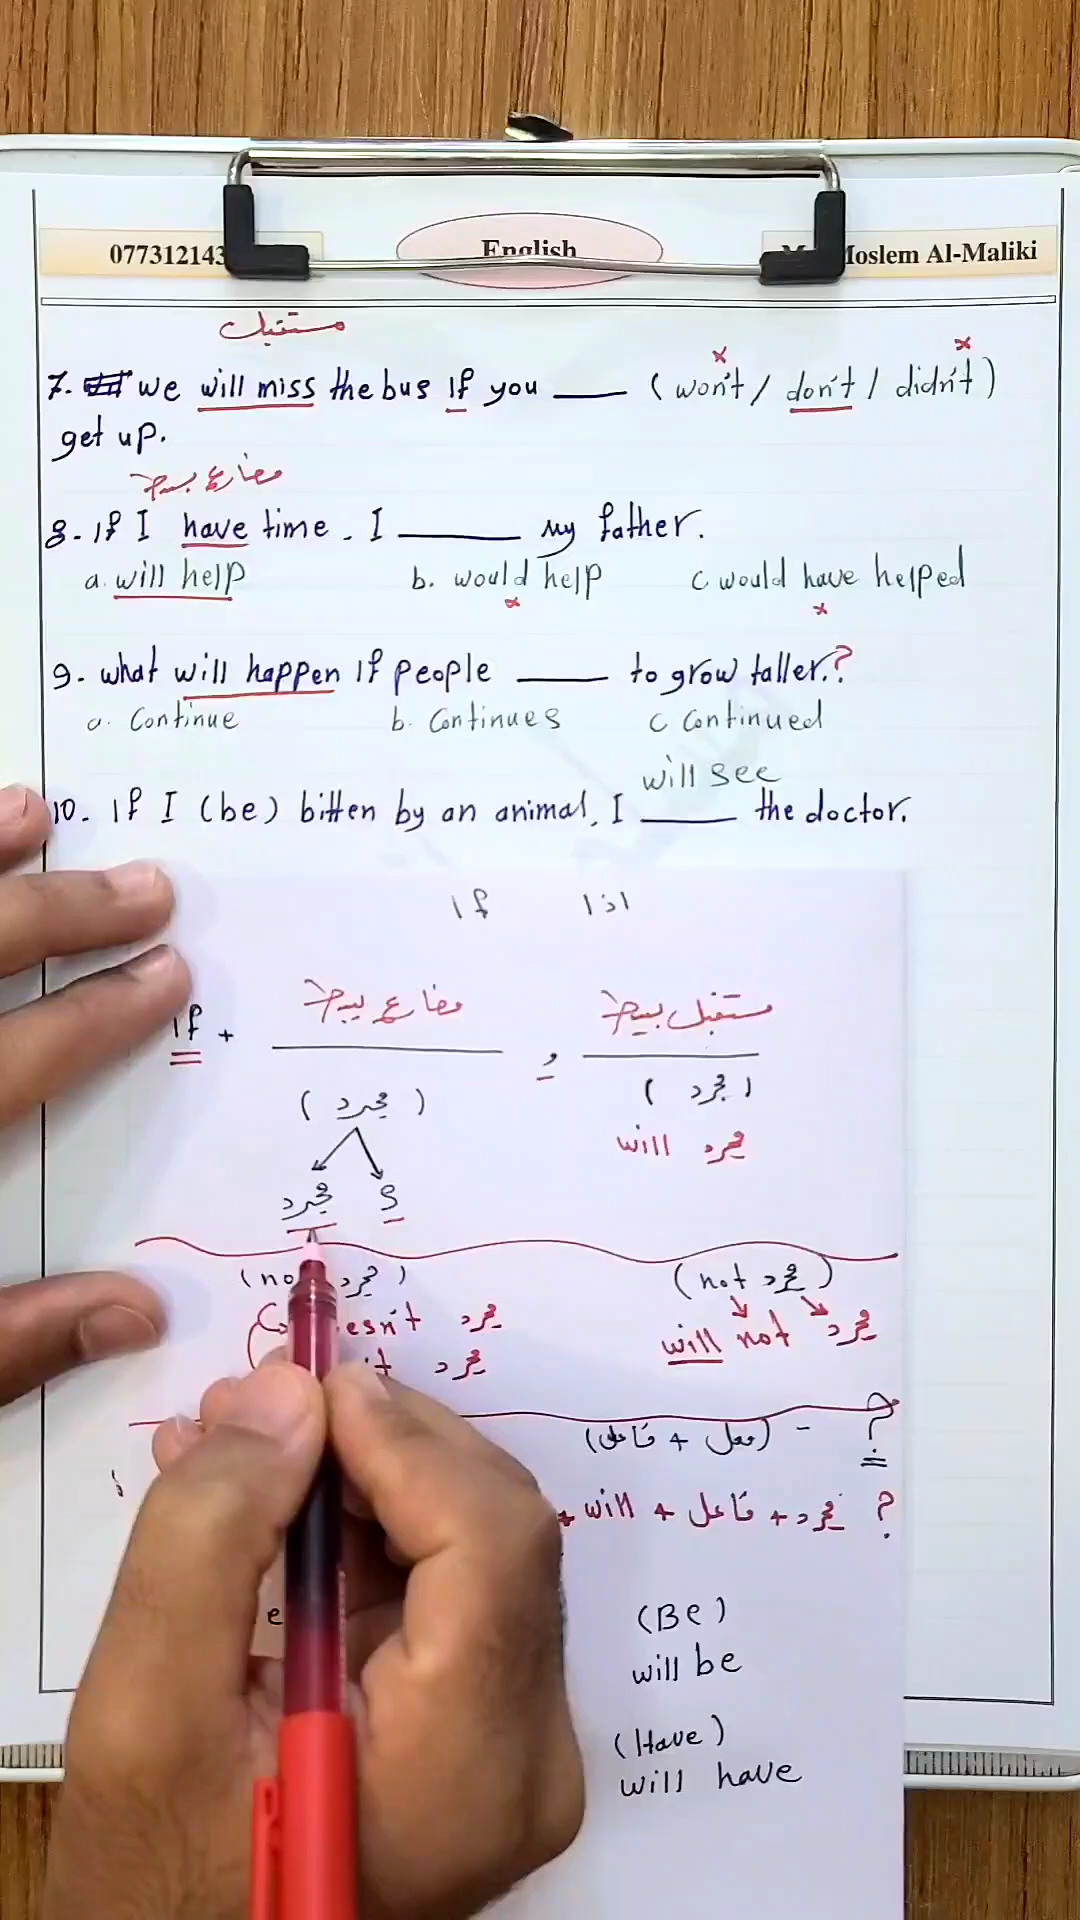 077312143
English
Moslem Al-Maliki
مستقبل
7. we will miss the bus if you ____ (won't / don't / didn't)
get up.
مضارع بسيط
8. If I have time. I ____ my father.
a. will help b. would help c would have helped
9. what will happen if people ____ to grow taller.?
a. Continue b. Continues c Continued
will see
10. If I (be) bitten by an animal, I ____ the doctor.
If اذا
مضارع بسيط مستقبل بسيط
If + ,
(مجرد) (مجرد)
will مجرد
مجرد s
مجرد) (not مجرد)
esn't مجرد will not مجرد
't مجرد
(فعل + فاعل) - ?
+ will + فاعل + مجرد ?
(Be)
will be
(Have)
will have